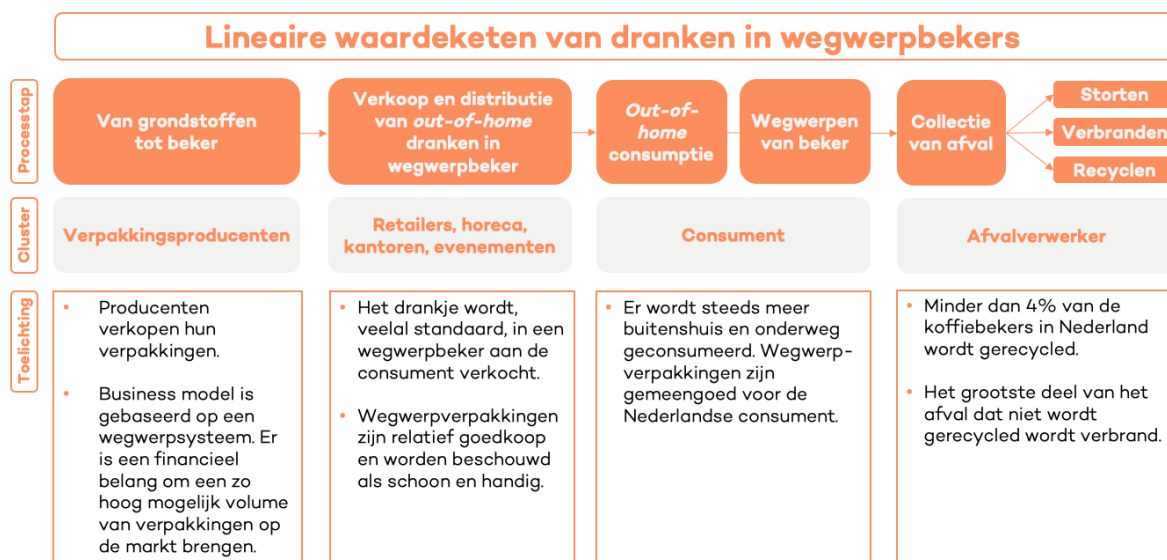 Lineaire waardeketen van dranken in wegwerpbekers
Processtap
Van grondstoffen
tot beker
Verkoop en distributie
van out-of-home
dranken in
wegwerpbeker
Out-of-
home
consumptie
Wegwerpen
van beker
Collectie
van afval
Storten
Verbranden
Recyclen
Cluster
Verpakkingsproducenten
Retailers, horeca,
kantoren, evenementen
Consument
Afvalverwerker
Toelichting
• Producenten
verkopen hun
verpakkingen.
• Business model is
gebaseerd op een
wegwerpsysteem. Er
is een financieel
belang om een zo
hoog mogelijk volume
van verpakkingen op
de markt brengen.
• Het drankje wordt,
veelal standaard, in een
wegwerpbeker aan de
consument verkocht.
• Wegwerpverpakkingen
zijn relatief goedkoop
en worden beschouwd
als schoon en handig.
• Er wordt steeds meer
buitenshuis en onderweg
geconsumeerd. Wegwerp-
verpakkingen zijn
gemeengoed voor de
Nederlandse consument.
• Minder dan 4% van de
koffiebekers in Nederland
wordt gerecycled.
• Het grootste deel van het
afval dat niet wordt
gerecycled wordt verbrand.